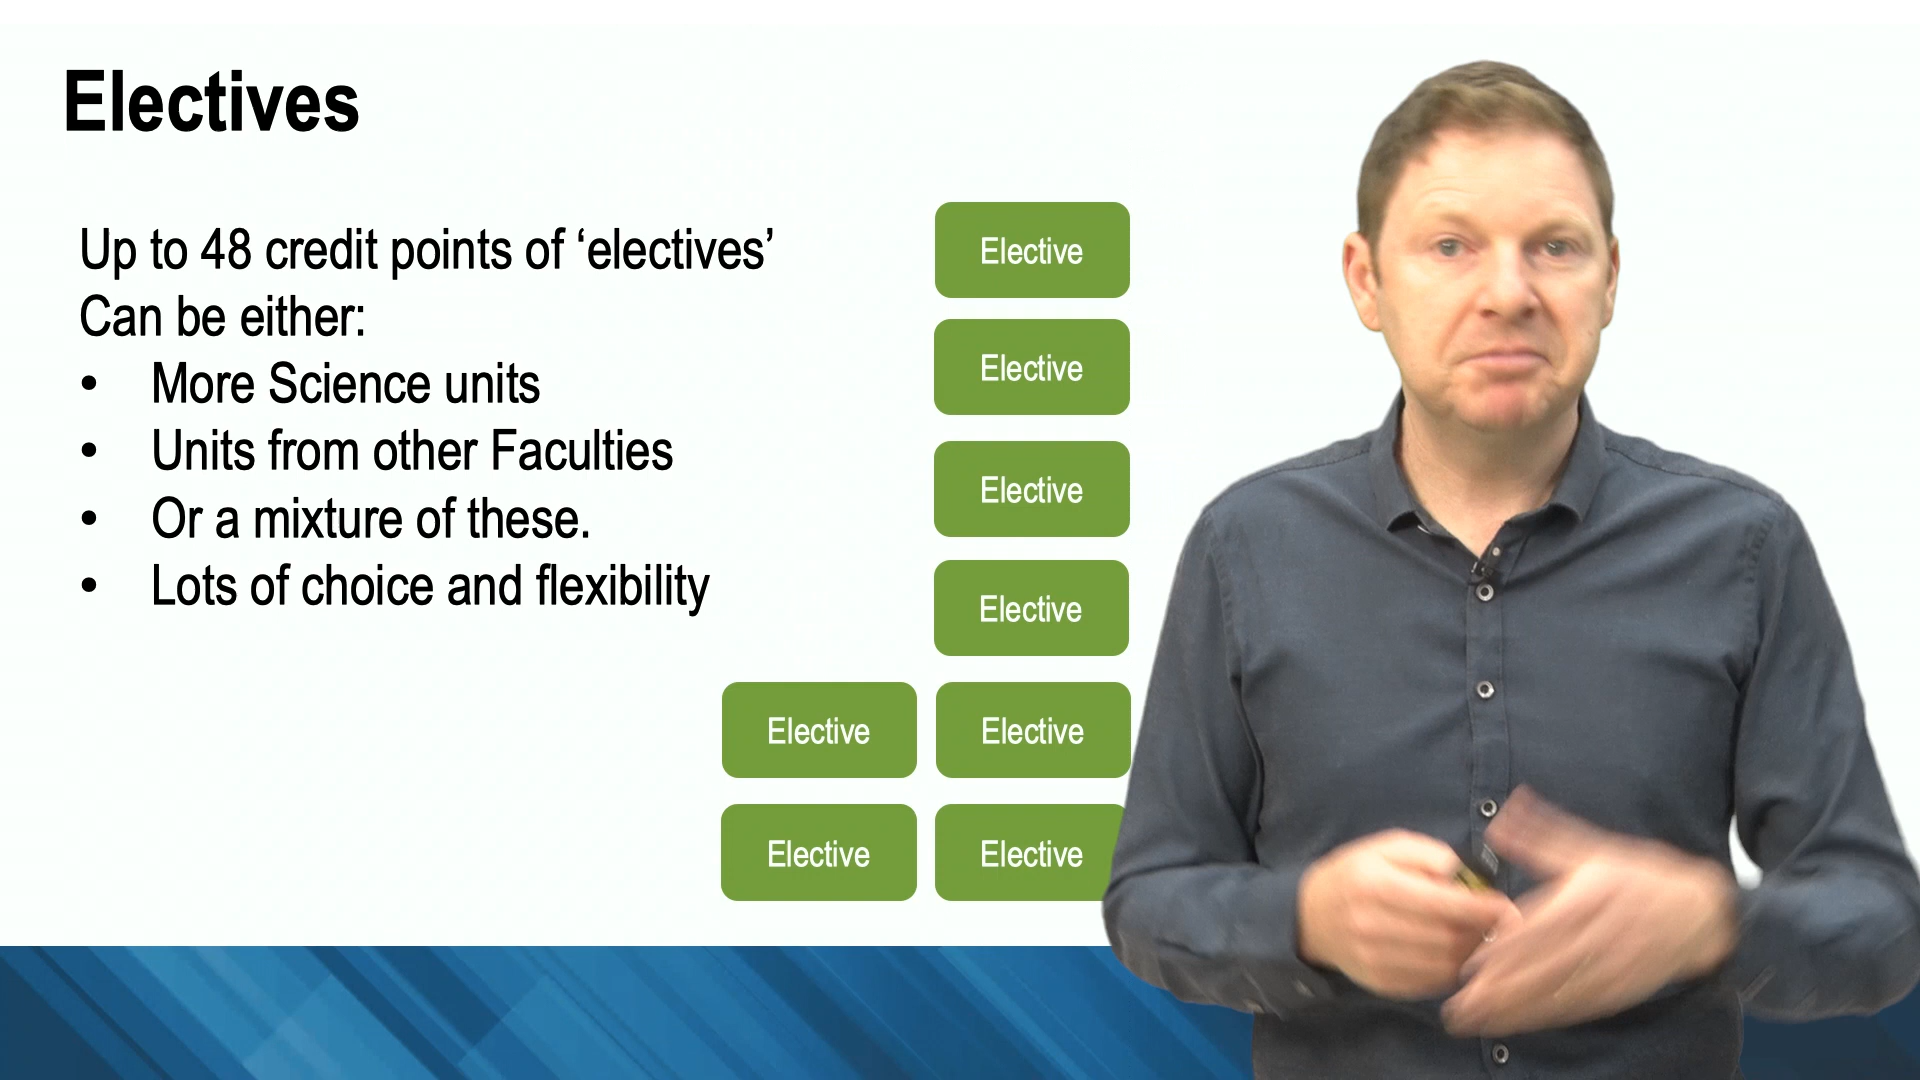 Electives
Up to 48 credit points of ‘electives’
Can be either:
• More Science units
• Units from other Faculties
• Or a mixture of these.
• Lots of choice and flexibility
Elective
Elective
Elective
Elective
Elective
Elective
Elective
Elective